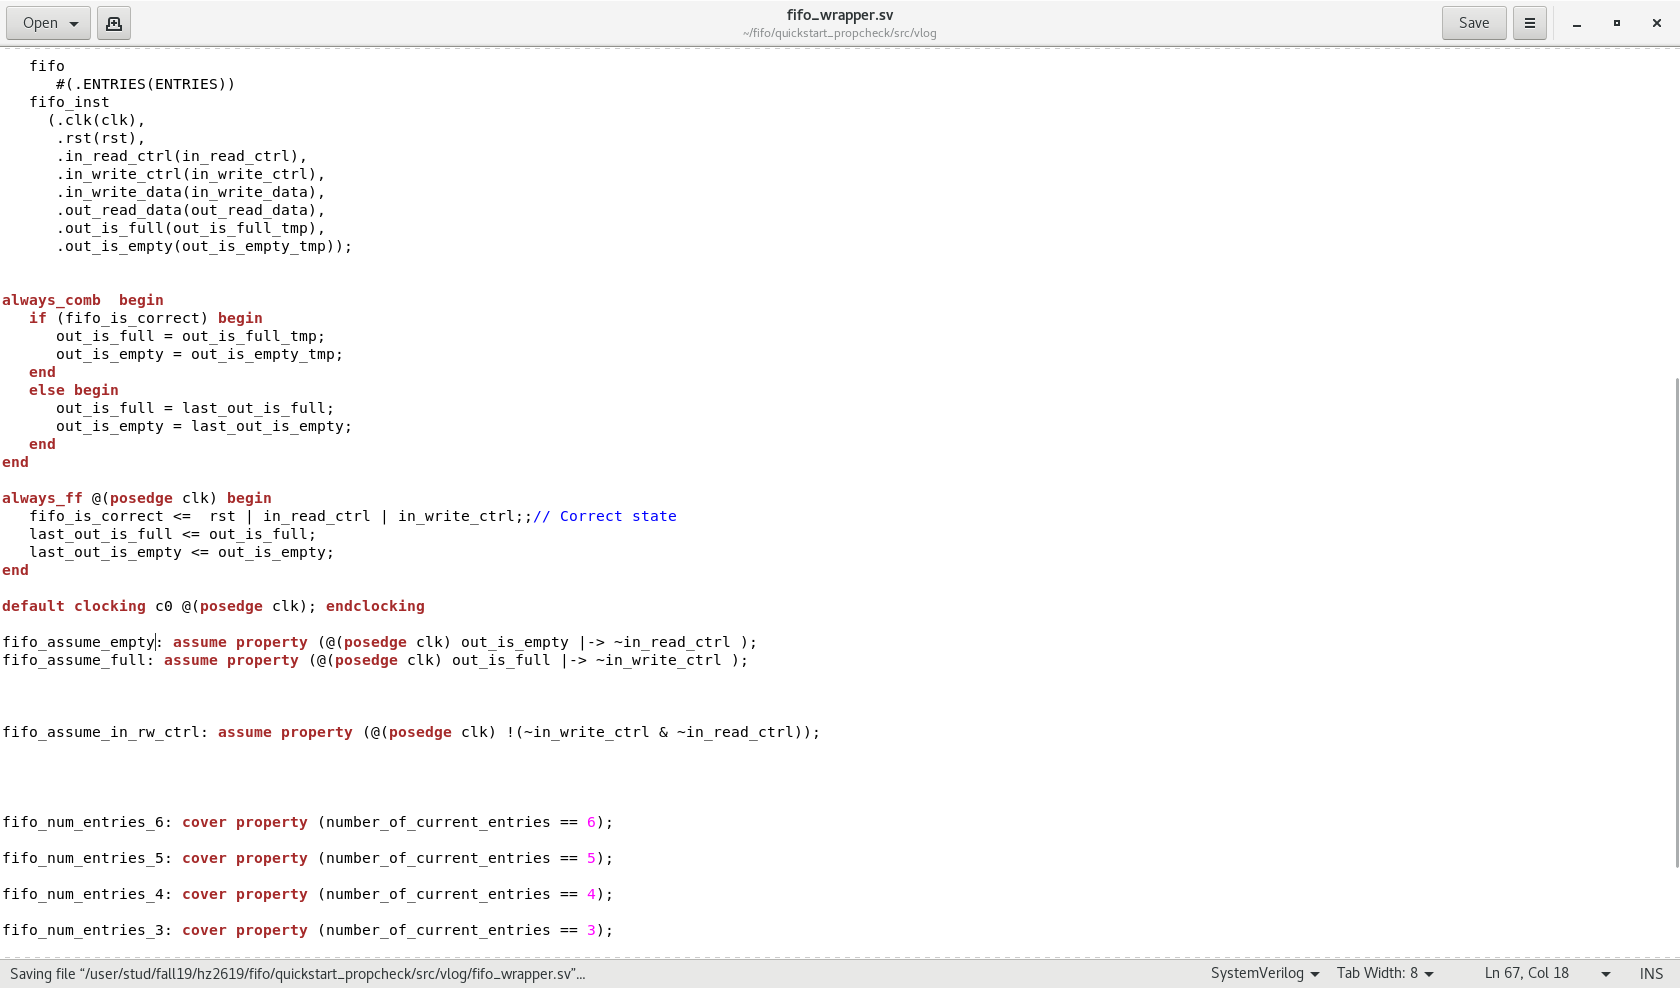 Open
fifo_wrapper.sv
~/fifo/quickstart_propcheck/src/vlog
Save
fifo
#(.ENTRIES(ENTRIES))
fifo_inst
(.clk(clk),
.rst(rst),
.in_read_ctrl(in_read_ctrl),
.in_write_ctrl(in_write_ctrl),
.in_write_data(in_write_data),
.out_read_data(out_read_data),
.out_is_full(out_is_full_tmp),
.out_is_empty(out_is_empty_tmp));
always_comb  begin
if (fifo_is_correct) begin
out_is_full = out_is_full_tmp;
out_is_empty = out_is_empty_tmp;
end
else begin
out_is_full = last_out_is_full;
out_is_empty = last_out_is_empty;
end
end
always_ff @(posedge clk) begin
fifo_is_correct <=  rst | in_read_ctrl | in_write_ctrl;;// Correct state
last_out_is_full <= out_is_full;
last_out_is_empty <= out_is_empty;
end
default clocking c0 @(posedge clk); endclocking
fifo_assume_empty: assume property (@(posedge clk) out_is_empty |-> ~in_read_ctrl );
fifo_assume_full: assume property (@(posedge clk) out_is_full |-> ~in_write_ctrl );
fifo_assume_in_rw_ctrl: assume property (@(posedge clk) !(~in_write_ctrl & ~in_read_ctrl));
fifo_num_entries_6: cover property (number_of_current_entries == 6);
fifo_num_entries_5: cover property (number_of_current_entries == 5);
fifo_num_entries_4: cover property (number_of_current_entries == 4);
fifo_num_entries_3: cover property (number_of_current_entries == 3);
Saving file “/user/stud/fall19/hz2619/fifo/quickstart_propcheck/src/vlog/fifo_wrapper.sv”...
SystemVerilog
Tab Width: 8
Ln 67, Col 18
INS